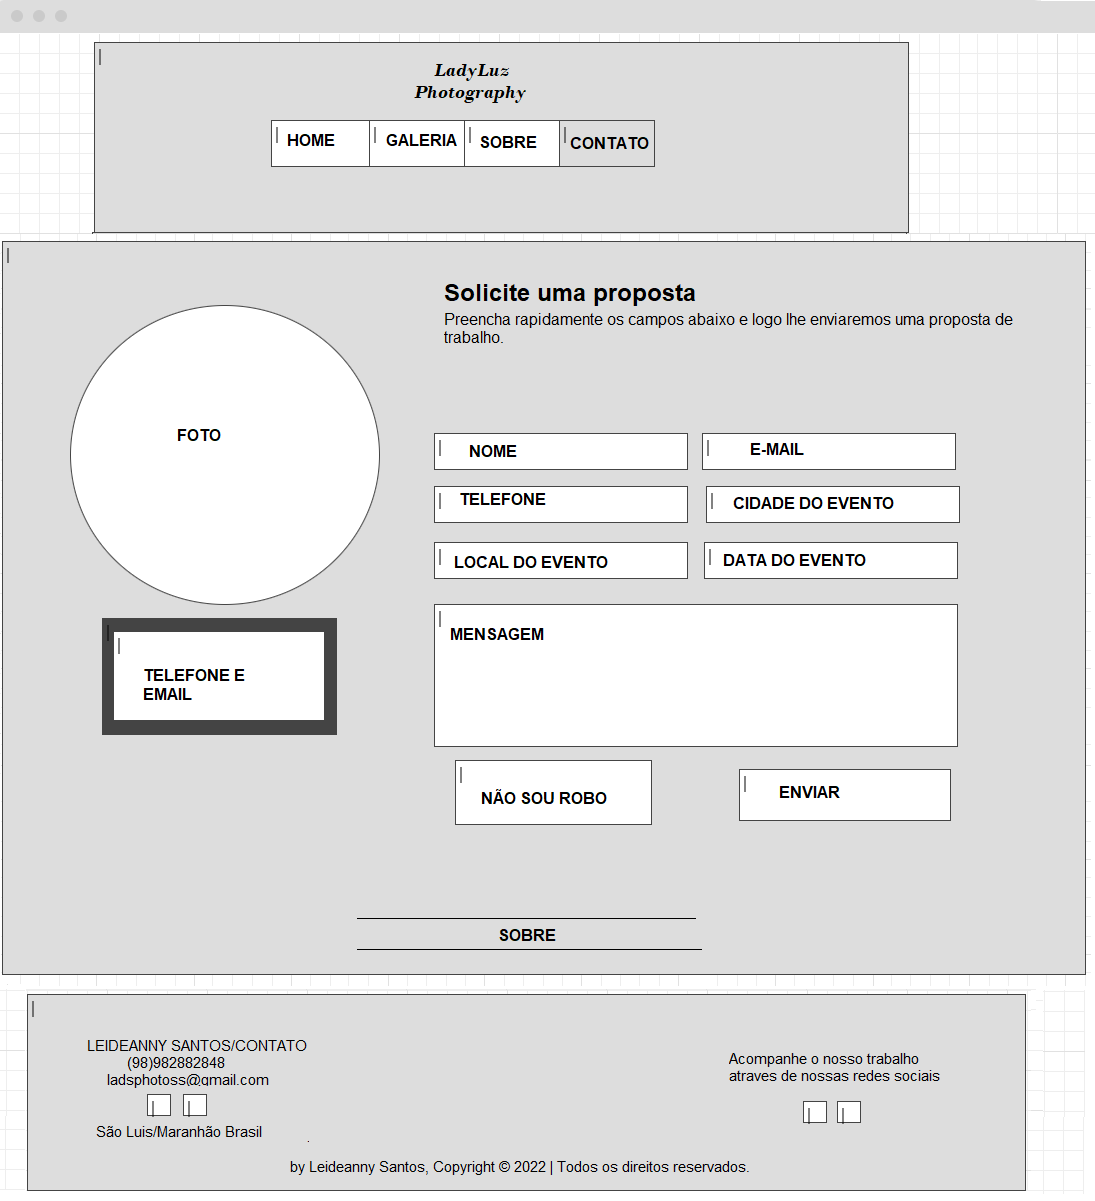 LadyLuz
Photography
HOME
GALERIA
SOBRE
CONTATO
Solicite uma proposta
Preencha rapidamente os campos abaixo e logo lhe enviaremos uma proposta de
trabalho.
FOTO
NOME
E-MAIL
TELEFONE
CIDADE DO EVENTO
LOCAL DO EVENTO
DATA DO EVENTO
MENSAGEM
TELEFONE E
EMAIL
NÃO SOU ROBO
ENVIAR
SOBRE
LEIDEANNY SANTOS/CONTATO
(98)982882848
ladsphotoss@gmail.com
São Luis/Maranhão Brasil
Acompanhe o nosso trabalho
atraves de nossas redes sociais
by Leideanny Santos, Copyright © 2022 | Todos os direitos reservados.